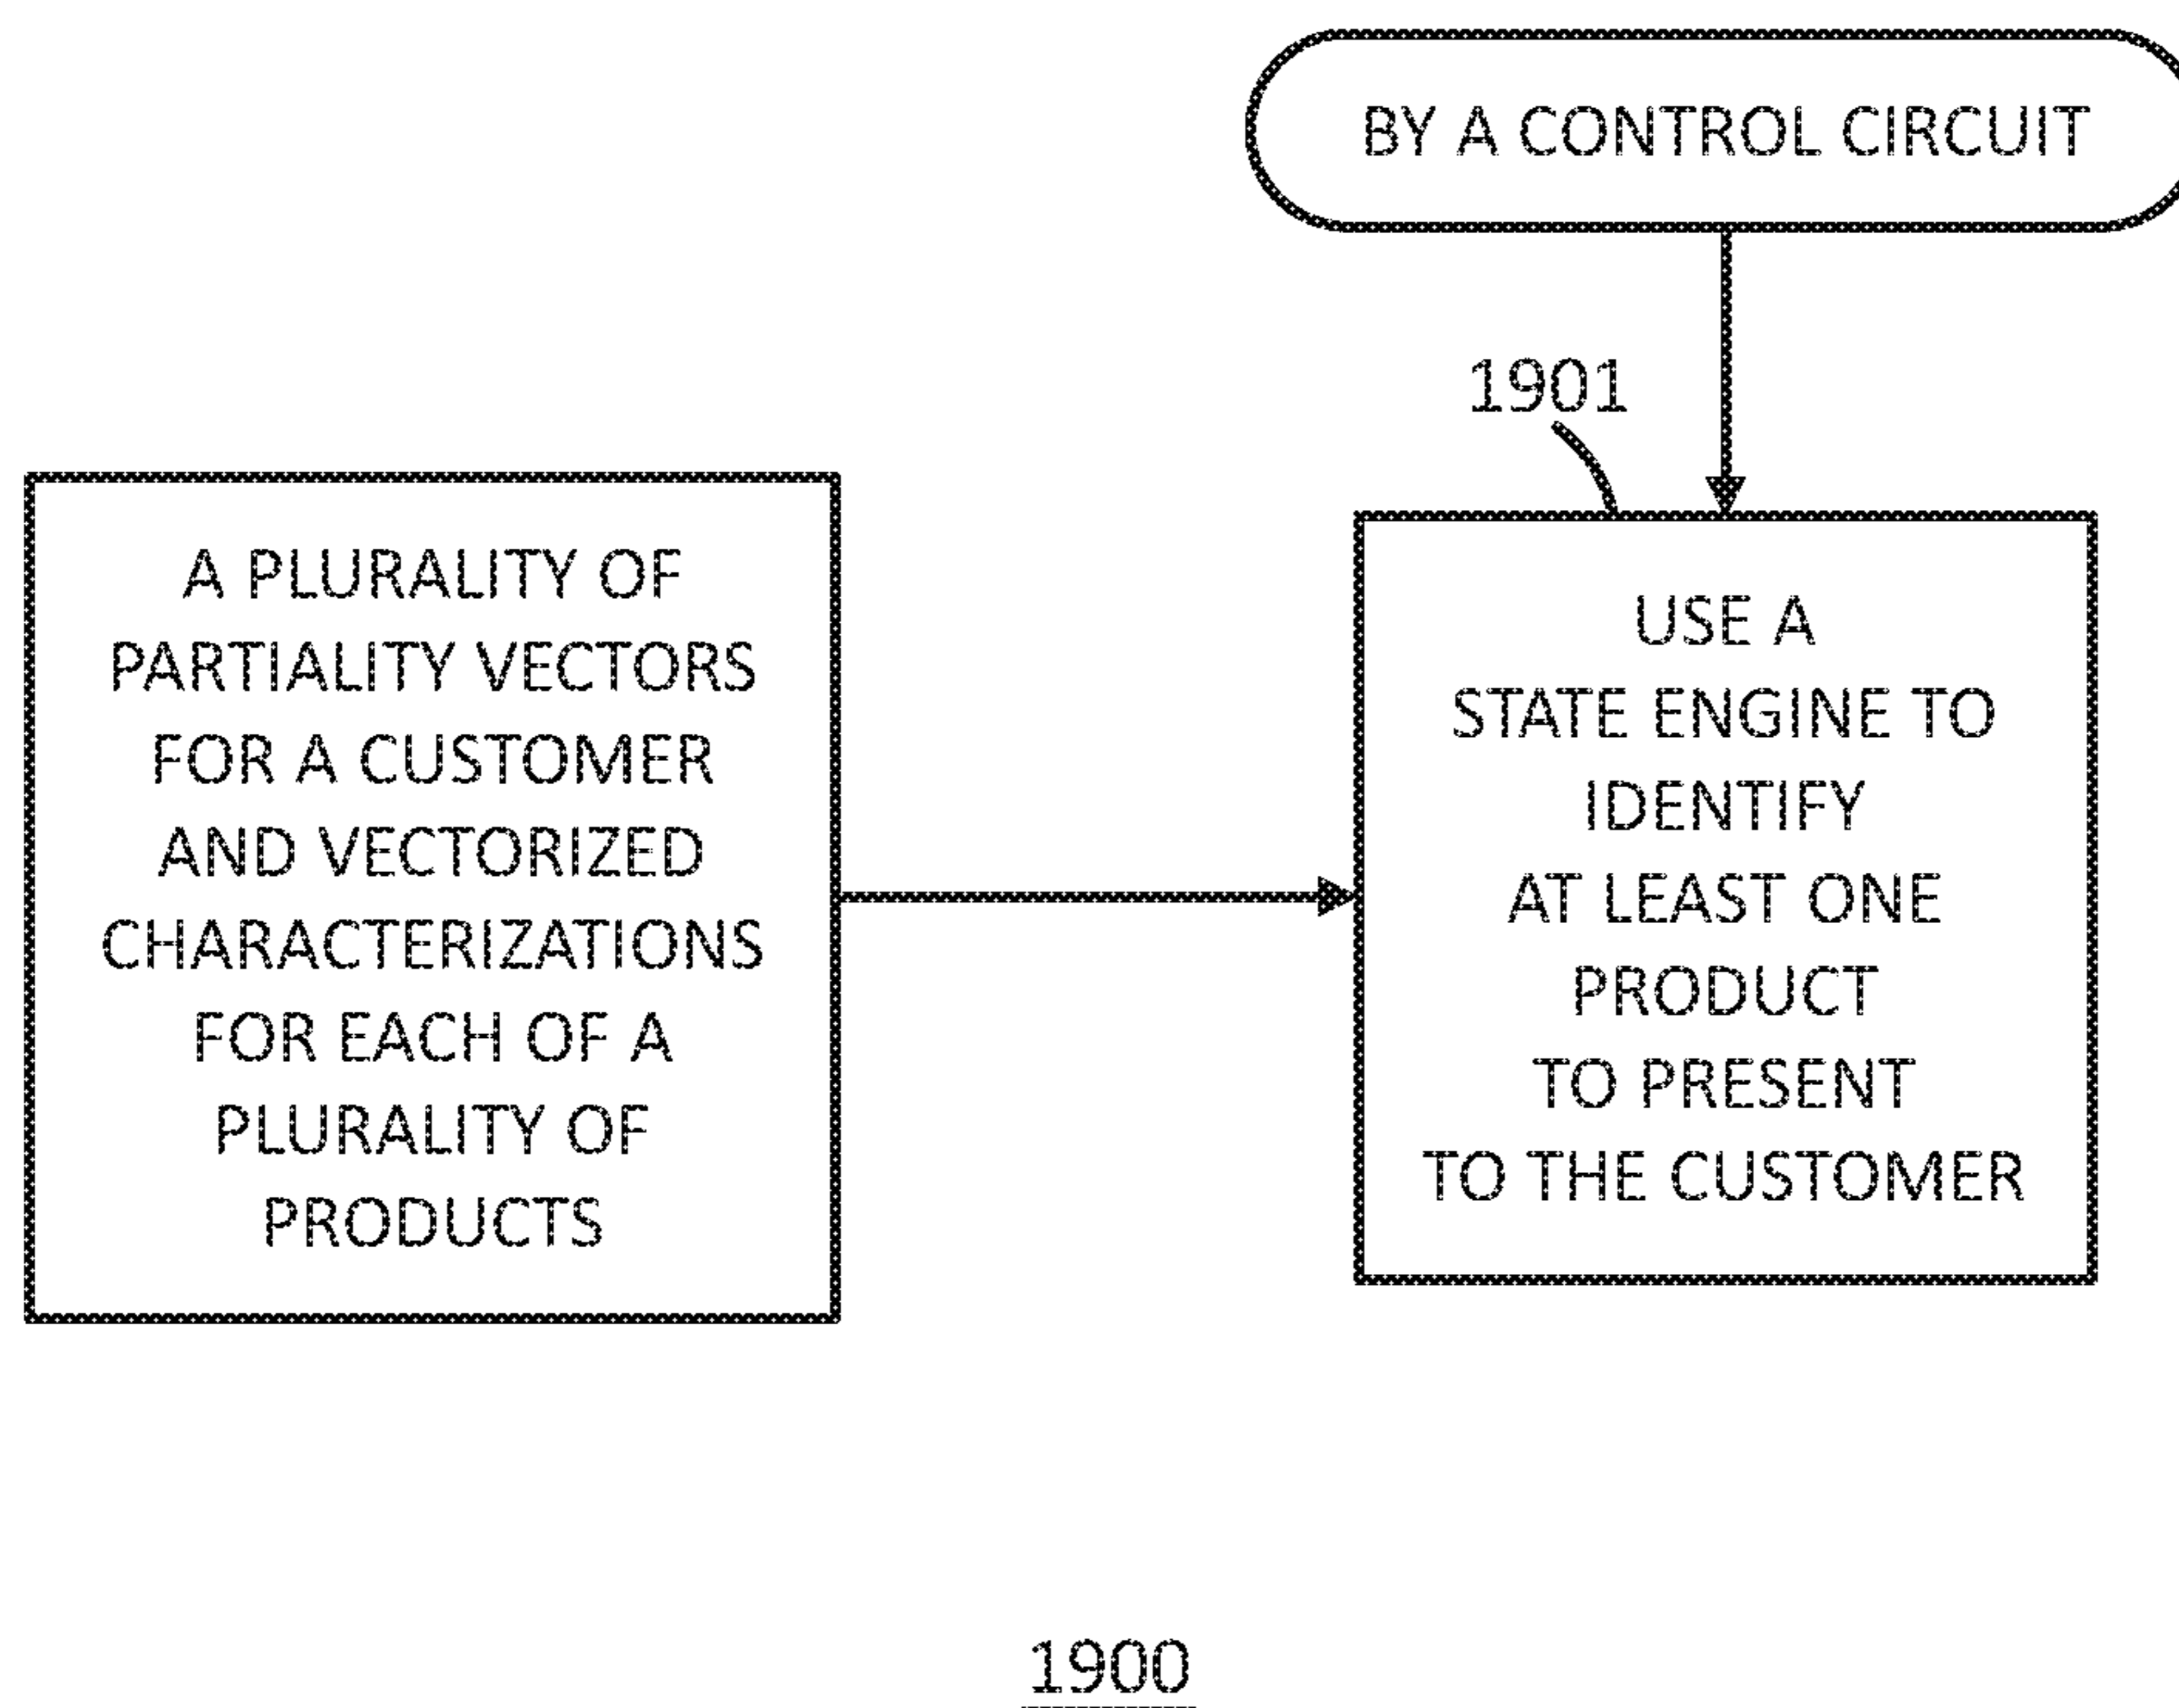 BY A CONTROL CIRCUIT
1901
A PLURALITY OF
PARTIALITY VECTORS
FOR A CUSTOMER
AND VECTORIZED
CHARACTERIZATIONS
FOR EACH OF A
PLURALITY OF
PRODUCTS
USE A
STATE ENGINE TO
IDENTIFY
AT LEAST ONE
PRODUCT
TO PRESENT
TO THE CUSTOMER
1900